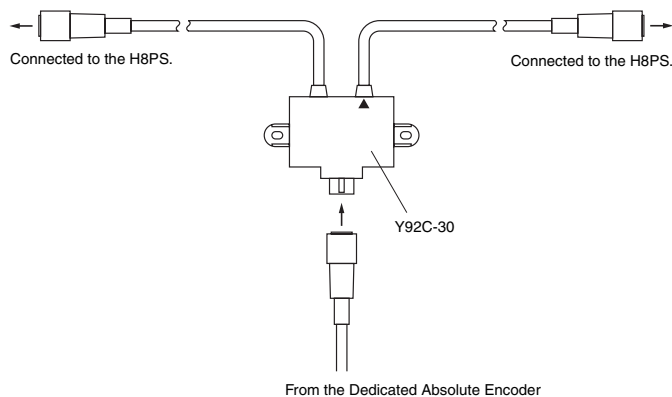 Connected to the H8PS.
Connected to the H8PS.
Y92C-30
From the Dedicated Absolute Encoder